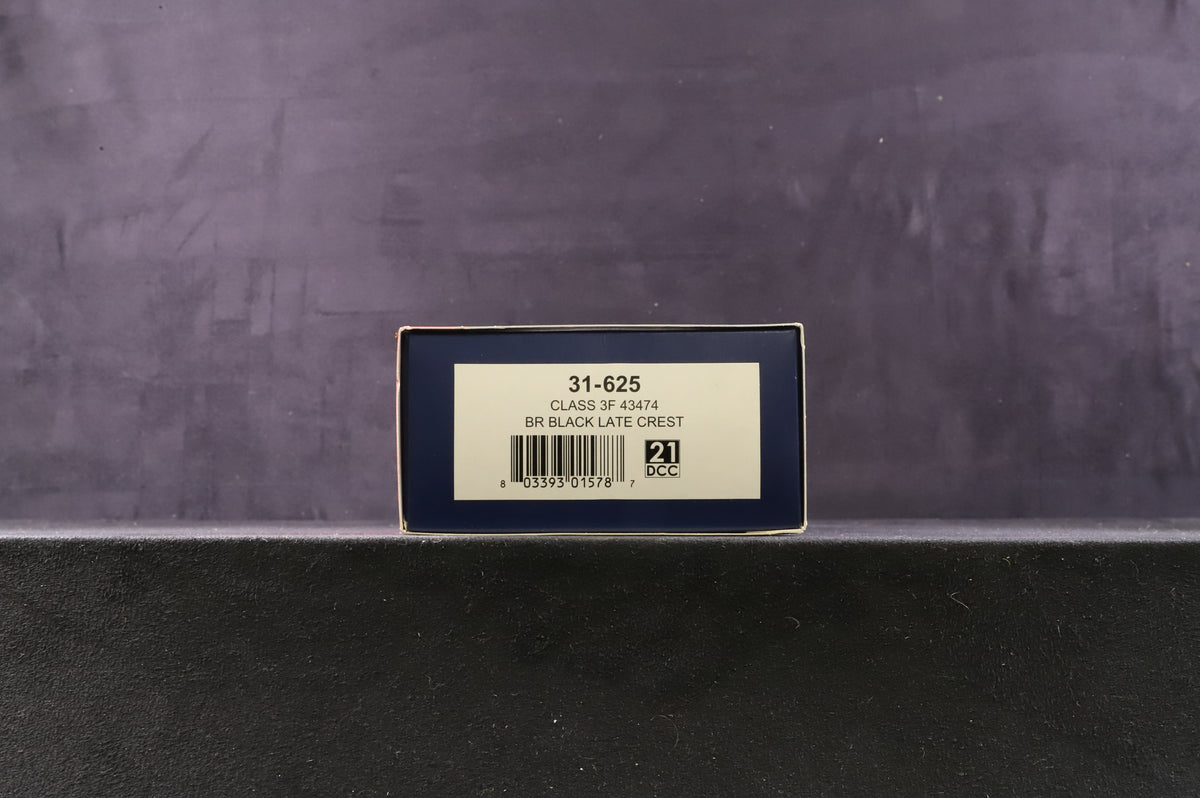 31-625
CLASS 3F 43474
BR BLACK LATE CREST
8 03393 01578 7
21
DCC